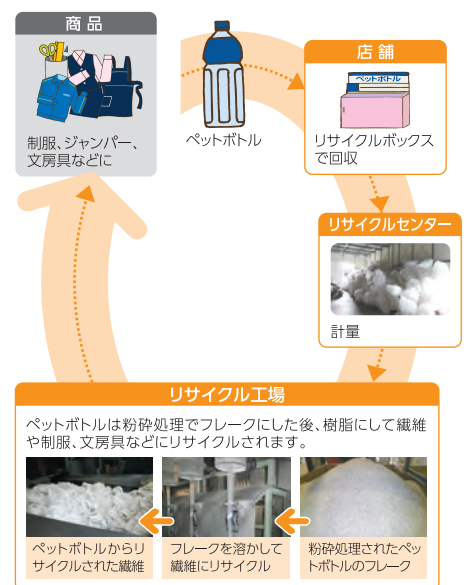 商品
制服、ジャンパー、
文房具などに
ペットボトル
店舗
ペットボトル
リサイクルボックス
で回収
リサイクルセンター
計量
リサイクル工場
ペットボトルは粉砕処理でフレークにした後、樹脂にして繊維
や制服、文房具などにリサイクルされます。
ペットボトルからリ
サイクルされた繊維
フレークを溶かして
繊維にリサイクル
粉砕処理されたペッ
トボトルのフレーク